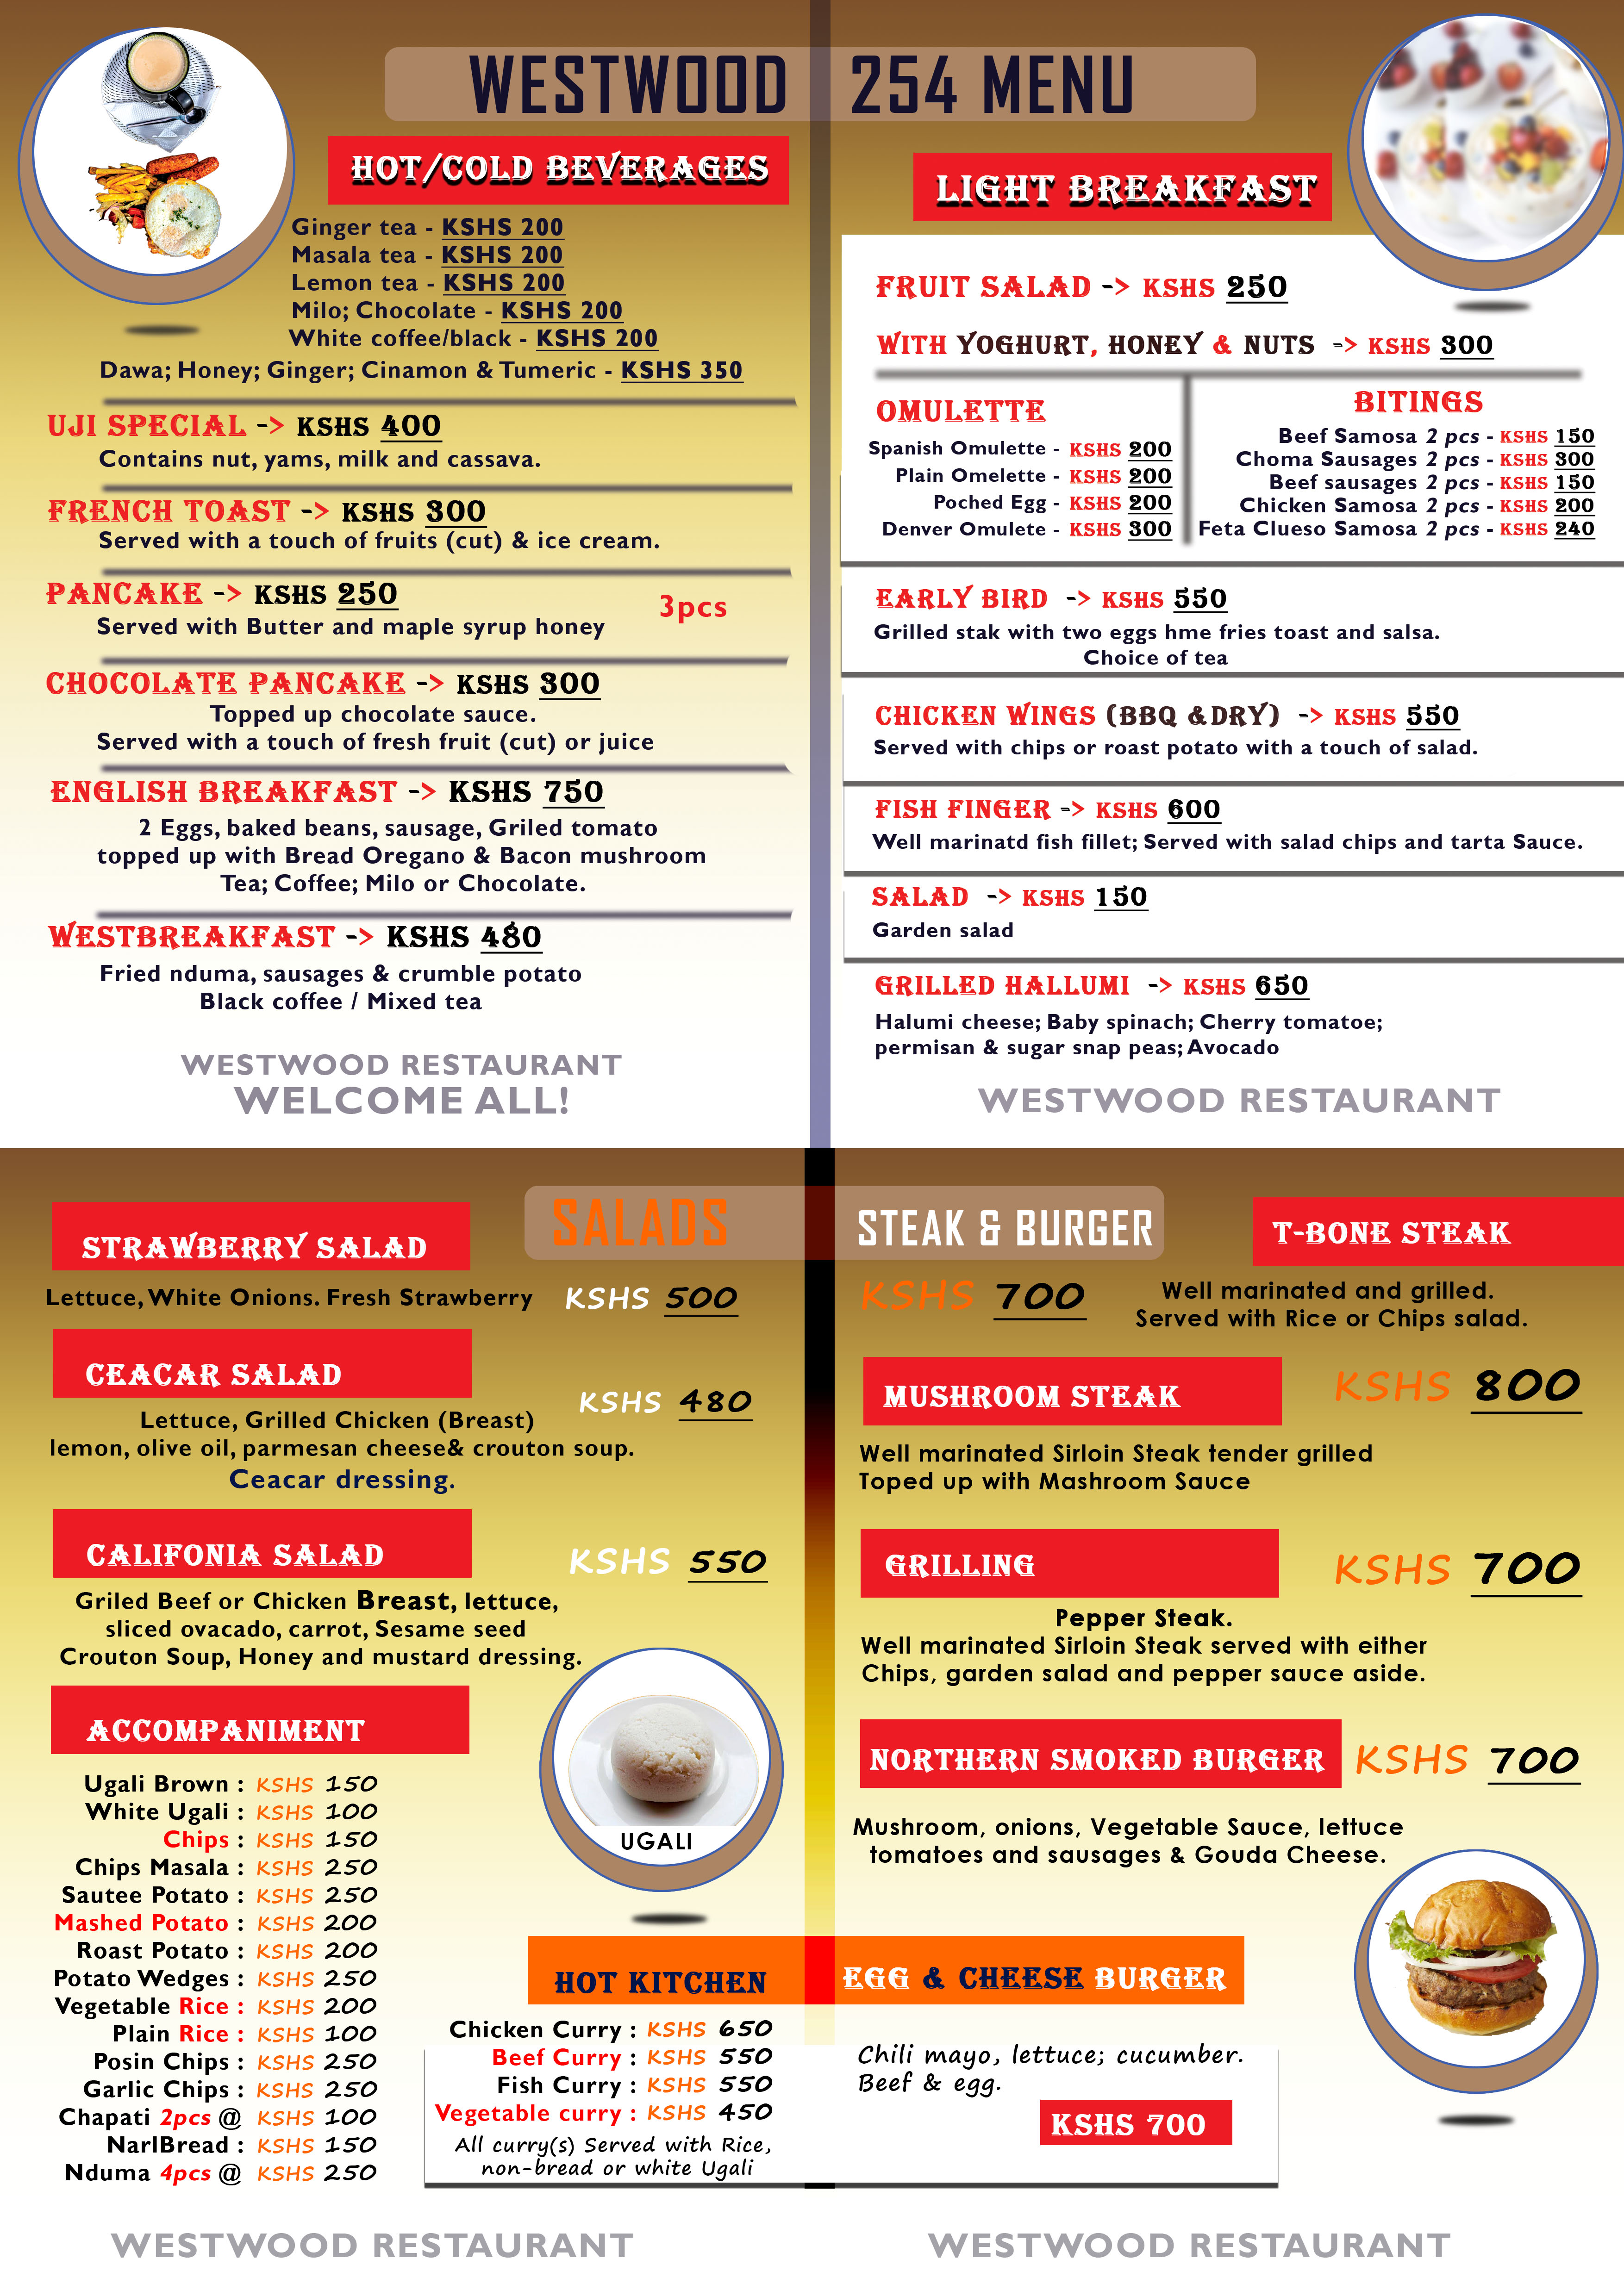 WESTWOOD 254 MENU
HOT/COLD BEVERAGES
Ginger tea - KSHS 200
Masala tea - KSHS 200
Lemon tea - KSHS 200
Milo; Chocolate - KSHS 200
White coffee/black - KSHS 200
Dawa; Honey; Ginger; Cinamon & Tumeric - KSHS 350
UJI SPECIAL -> KSHS 400
Contains nut, yams, milk and cassava.
FRENCH TOAST -> KSHS 300
Served with a touch of fruits (cut) & ice cream.
PANCAKE -> KSHS 250
3pcs
Served with Butter and maple syrup honey
CHOCOLATE PANCAKE -> KSHS 300
Topped up chocolate sauce.
Served with a touch of fresh fruit (cut) or juice
ENGLISH BREAKFAST -> KSHS 750
2 Eggs, baked beans, sausage, Griled tomato
topped up with Bread Oregano & Bacon mushroom
Tea; Coffee; Milo or Chocolate.
WESTBREAKFAST -> KSHS 480
Fried nduma, sausages & crumble potato
Black coffee / Mixed tea
WESTWOOD RESTAURANT
WELCOME ALL!
LIGHT BREAKFAST
FRUIT SALAD -> KSHS 250
WITH YOGHURT, HONEY & NUTS -> KSHS 300
OMULETTE
Spanish Omulette - KSHS 200
Plain Omelette - KSHS 200
Poched Egg - KSHS 200
Denver Omulete - KSHS 300
BITINGS
Beef Samosa 2 pcs - KSHS 150
Choma Sausages 2 pcs - KSHS 300
Beef sausages 2 pcs - KSHS 150
Chicken Samosa 2 pcs - KSHS 200
Feta Clueso Samosa 2 pcs - KSHS 240
EARLY BIRD -> KSHS 550
Grilled stak with two eggs hme fries toast and salsa.
Choice of tea
CHICKEN WINGS (BBQ &DRY) -> KSHS 550
Served with chips or roast potato with a touch of salad.
FISH FINGER -> KSHS 600
Well marinatd fish fillet; Served with salad chips and tarta Sauce.
SALAD -> KSHS 150
Garden salad
GRILLED HALLUMI -> KSHS 650
Halumi cheese; Baby spinach; Cherry tomatoe;
permisan & sugar snap peas; Avocado
WESTWOOD RESTAURANT
SALADS
STRAWBERRY SALAD
Lettuce, White Onions. Fresh Strawberry KSHS 500
CEACAR SALAD
KSHS 480
Lettuce, Grilled Chicken (Breast)
lemon, olive oil, parmesan cheese& crouton soup.
Ceacar dressing.
CALIFONIA SALAD
KSHS 550
Griled Beef or Chicken Breast, lettuce,
sliced ovacado, carrot, Sesame seed
Crouton Soup, Honey and mustard dressing.
ACCOMPANIMENT
Ugali Brown : KSHS 150
White Ugali : KSHS 100
Chips : KSHS 150
Chips Masala : KSHS 250
Sautee Potato : KSHS 250
Mashed Potato : KSHS 200
Roast Potato : KSHS 200
Potato Wedges : KSHS 250
Vegetable Rice : KSHS 200
Plain Rice : KSHS 100
Posin Chips : KSHS 250
Garlic Chips : KSHS 250
Chapati 2pcs @ KSHS 100
NarlBread : KSHS 150
Nduma 4pcs @ KSHS 250
UGALI
HOT KITCHEN
Chicken Curry : KSHS 650
Beef Curry : KSHS 550
Fish Curry : KSHS 550
Vegetable curry : KSHS 450
All curry(s) Served with Rice,
non-bread or white Ugali
WESTWOOD RESTAURANT
STEAK & BURGER
T-BONE STEAK
KSHS 700
Well marinated and grilled.
Served with Rice or Chips salad.
MUSHROOM STEAK
KSHS 800
Well marinated Sirloin Steak tender grilled
Toped up with Mashroom Sauce
GRILLING
KSHS 700
Pepper Steak.
Well marinated Sirloin Steak served with either
Chips, garden salad and pepper sauce aside.
NORTHERN SMOKED BURGER KSHS 700
Mushroom, onions, Vegetable Sauce, lettuce
tomatoes and sausages & Gouda Cheese.
EGG & CHEESE BURGER
Chili mayo, lettuce; cucumber.
Beef & egg.
KSHS 700
WESTWOOD RESTAURANT